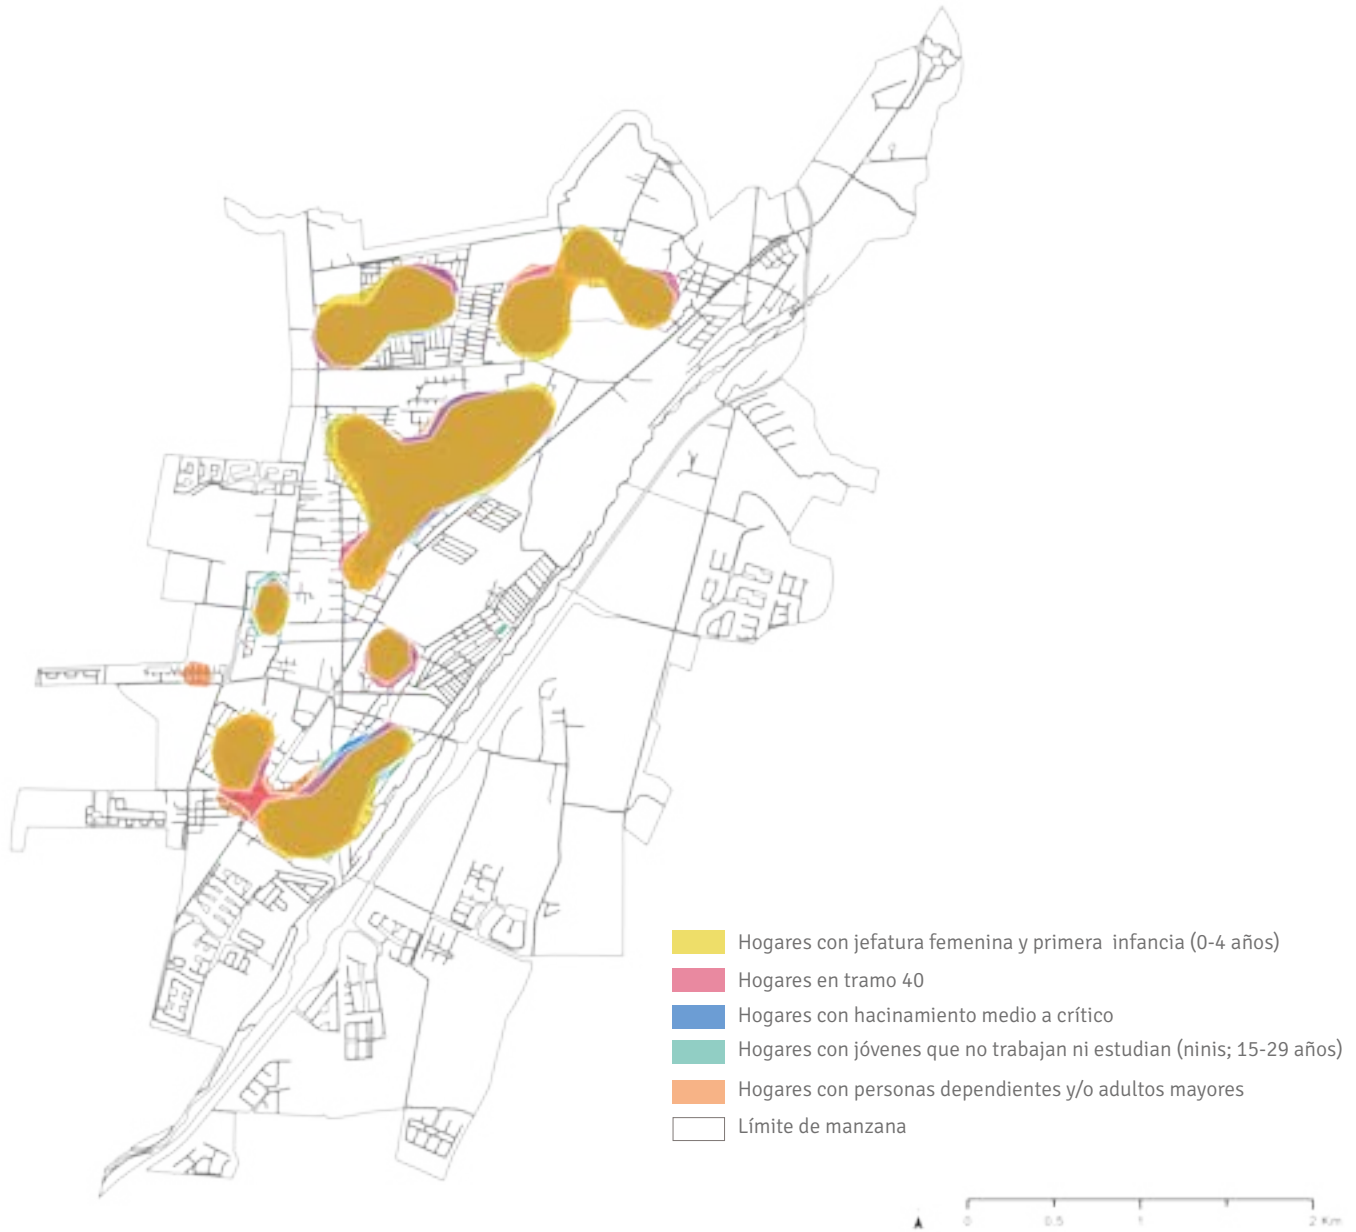 Hogares con jefatura femenina y primera infancia (0-4 años)
Hogares en tramo 40
Hogares con hacinamiento medio a crítico
Hogares con jóvenes que no trabajan ni estudian (ninis; 15-29 años)
Hogares con personas dependientes y/o adultos mayores
Límite de manzana
0 0.5 1 2 Km